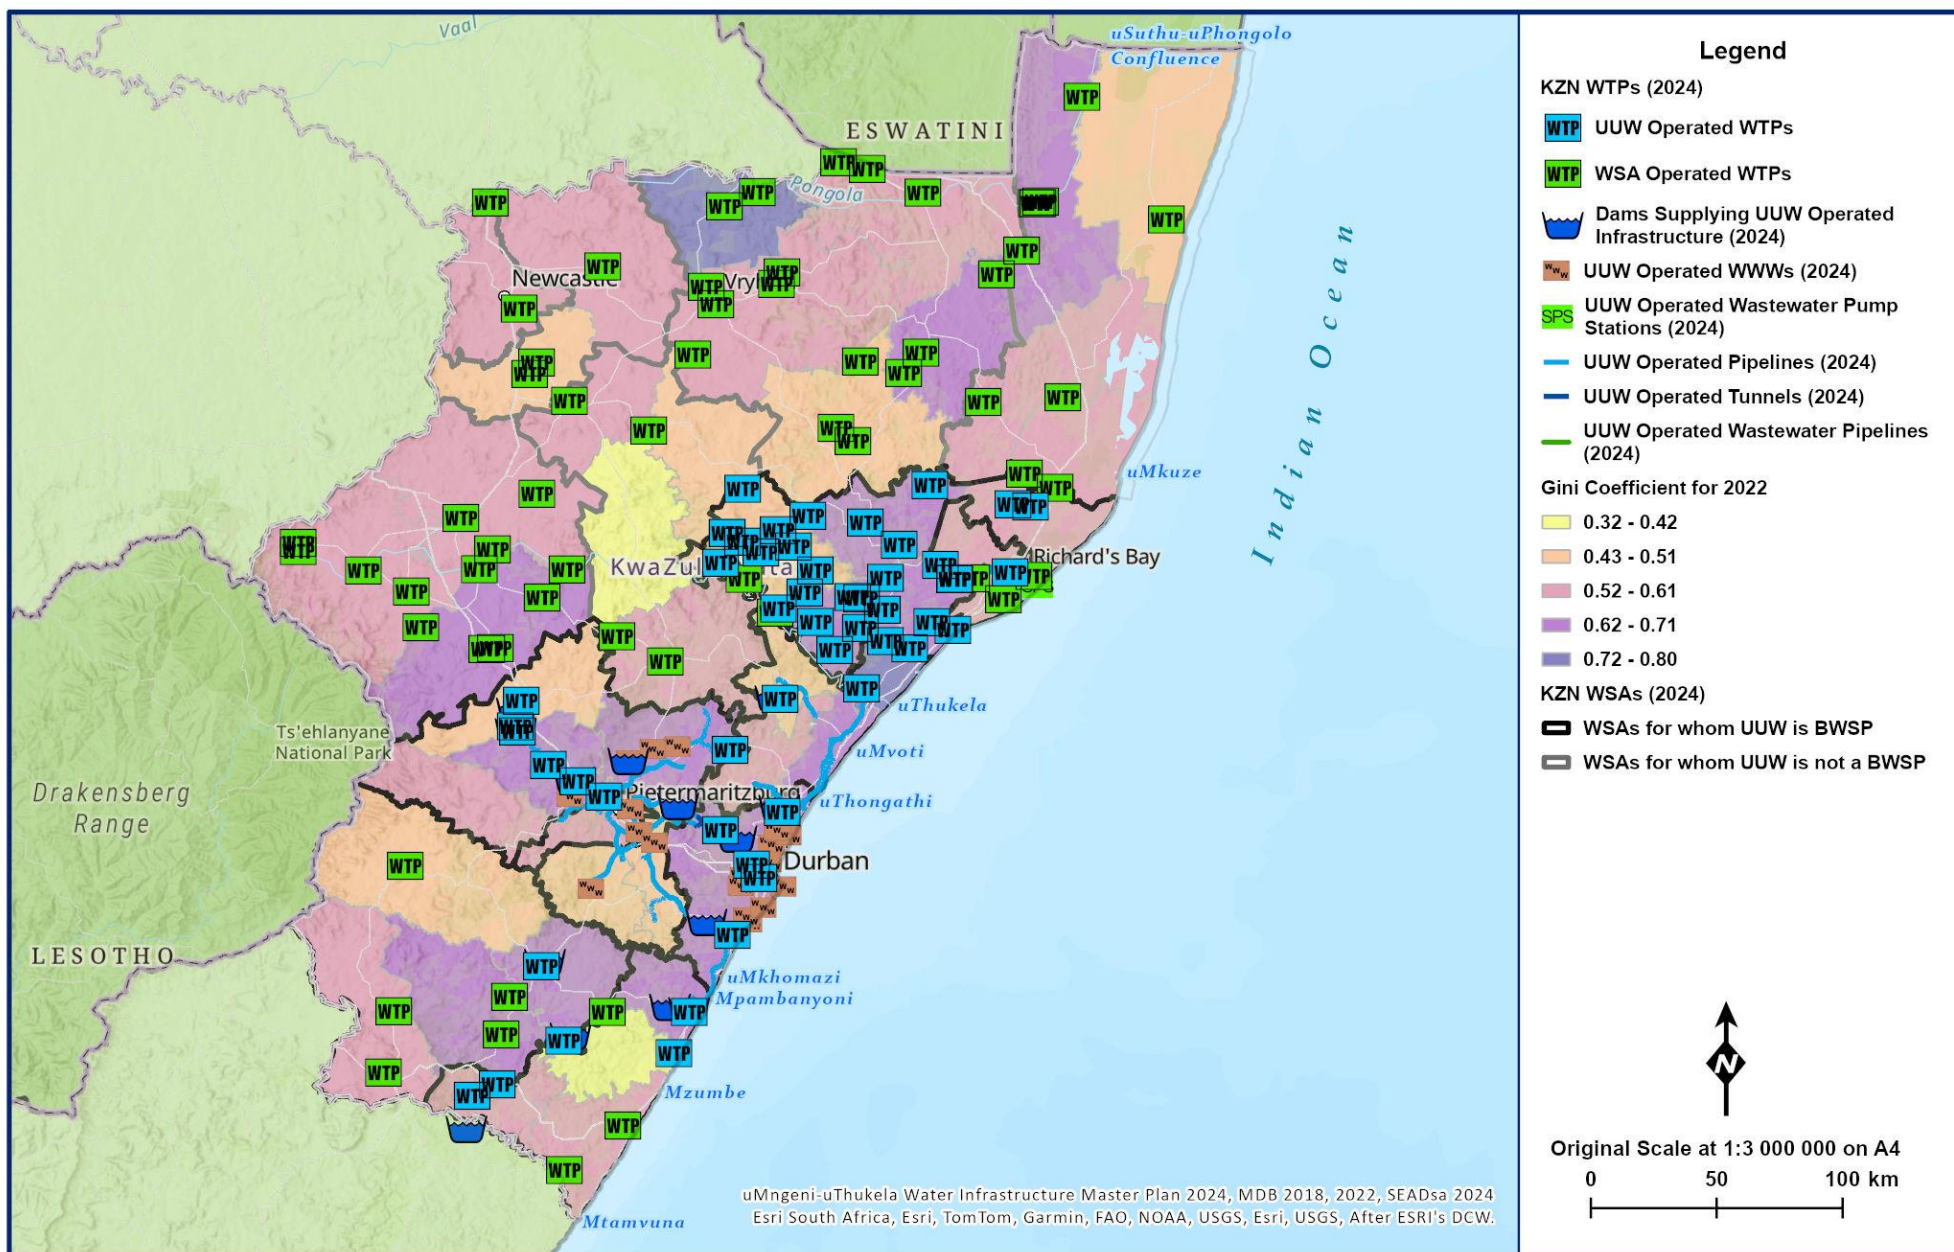 Vaal
uSuthu-uPhongolo
Confluence
ESWATINI
Pongola
Newcastle
Indian Ocean
uMkuze
Richard's Bay
uThukela
Ts'ehlanyane
National Park
uMvoti
Drakensberg
Range
Pietermaritzburg
uThongathi
Durban
LESOTHO
uMkhomazi
Mpambanyoni
Mzumbe
Mtamvuna
uMngeni-uThukela Water Infrastructure Master Plan 2024, MDB 2018, 2022, SEADsa 2024
Esri South Africa, Esri, TomTom, Garmin, FAO, NOAA, USGS, Esri, USGS, After ESRI's DCW.
Legend
KZN WTPs (2024)
WTP UUW Operated WTPs
WTP WSA Operated WTPs
Dams Supplying UUW Operated
Infrastructure (2024)
www UUW Operated WWWs (2024)
SPS UUW Operated Wastewater Pump
Stations (2024)
UUW Operated Pipelines (2024)
UUW Operated Tunnels (2024)
UUW Operated Wastewater Pipelines
(2024)
Gini Coefficient for 2022
0.32 - 0.42
0.43 - 0.51
0.52 - 0.61
0.62 - 0.71
0.72 - 0.80
KZN WSAs (2024)
WSAs for whom UUW is BWSP
WSAs for whom UUW is not a BWSP
N
Original Scale at 1:3 000 000 on A4
0 50 100 km